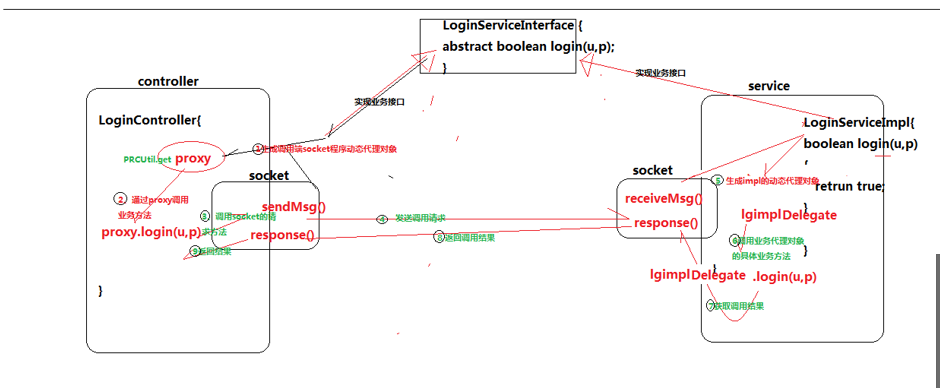 LoginServiceInterface {
abstract boolean login(u,p);
}
实现业务接口
实现业务接口
controller
LoginController{
PRCUtil.get proxy
①生成调用端socket程序动态代理对象
② 通过proxy调用
业务方法
proxy.login(u,p)
}
socket
sendMsg()
③ 调用socket的请
求方法
response()
⑨返回结果
④ 发送调用请求
⑧返回调用结果
service
socket
receiveMsg()
response()
LoginServiceImpl{
boolean login(u,p)
{
⑤ 生成impl的动态代理对象
retrun true;
}
lgimplDelegate
⑥调用业务代理对象
的具体业务方法
}
}
lgimplDelegate .login(u,p)
⑦获取调用结果